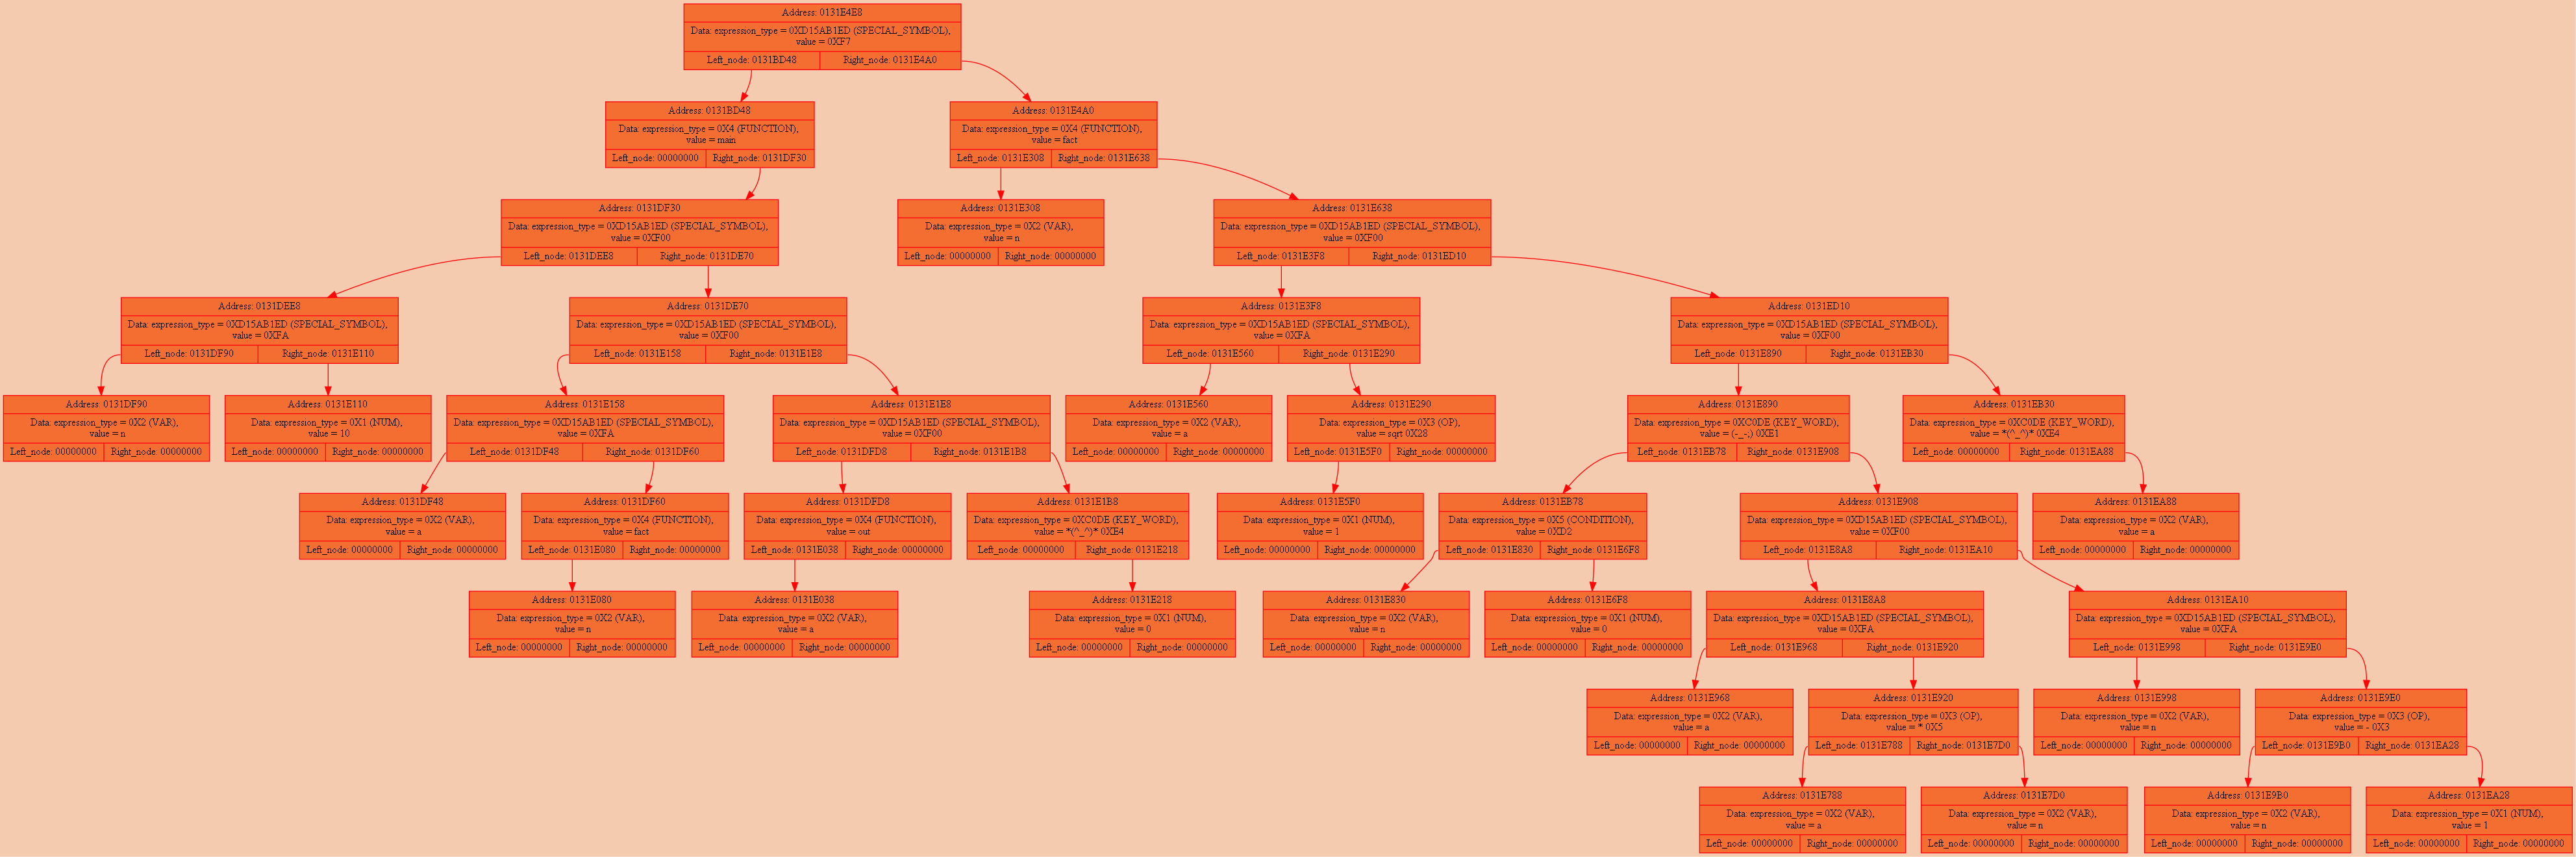 Address: 0131E4E8
Data: expression_type = 0XD15AB1ED (SPECIAL_SYMBOL),
value = 0XF7
Left_node: 0131BD48 Right_node: 0131E4A0
Address: 0131BD48
Data: expression_type = 0X4 (FUNCTION),
value = main
Left_node: 00000000 Right_node: 0131DF30
Address: 0131E4A0
Data: expression_type = 0X4 (FUNCTION),
value = fact
Left_node: 0131E308 Right_node: 0131E638
Address: 0131DF30
Data: expression_type = 0XD15AB1ED (SPECIAL_SYMBOL),
value = 0XF00
Left_node: 0131DEE8 Right_node: 0131DE70
Address: 0131E308
Data: expression_type = 0X2 (VAR),
value = n
Left_node: 00000000 Right_node: 00000000
Address: 0131E638
Data: expression_type = 0XD15AB1ED (SPECIAL_SYMBOL),
value = 0XF00
Left_node: 0131E3F8 Right_node: 0131ED10
Address: 0131DEE8
Data: expression_type = 0XD15AB1ED (SPECIAL_SYMBOL),
value = 0XFA
Left_node: 0131DF90 Right_node: 0131E110
Address: 0131DE70
Data: expression_type = 0XD15AB1ED (SPECIAL_SYMBOL),
value = 0XF00
Left_node: 0131E158 Right_node: 0131E1E8
Address: 0131E3F8
Data: expression_type = 0XD15AB1ED (SPECIAL_SYMBOL),
value = 0XFA
Left_node: 0131E560 Right_node: 0131E290
Address: 0131ED10
Data: expression_type = 0XD15AB1ED (SPECIAL_SYMBOL),
value = 0XF00
Left_node: 0131E890 Right_node: 0131EB30
Address: 0131DF90
Data: expression_type = 0X2 (VAR),
value = n
Left_node: 00000000 Right_node: 00000000
Address: 0131E110
Data: expression_type = 0X1 (NUM),
value = 10
Left_node: 00000000 Right_node: 00000000
Address: 0131E158
Data: expression_type = 0XD15AB1ED (SPECIAL_SYMBOL),
value = 0XFA
Left_node: 0131DF48 Right_node: 0131DF60
Address: 0131E1E8
Data: expression_type = 0XD15AB1ED (SPECIAL_SYMBOL),
value = 0XF00
Left_node: 0131DFD8 Right_node: 0131E1B8
Address: 0131E560
Data: expression_type = 0X2 (VAR),
value = a
Left_node: 00000000 Right_node: 00000000
Address: 0131E290
Data: expression_type = 0X3 (OP),
value = sqrt 0X28
Left_node: 0131E5F0 Right_node: 00000000
Address: 0131E890
Data: expression_type = 0XC0DE (KEY_WORD),
value = (-_-;) 0XE1
Left_node: 0131EB78 Right_node: 0131E908
Address: 0131EB30
Data: expression_type = 0XC0DE (KEY_WORD),
value = *(^_^)* 0XE4
Left_node: 00000000 Right_node: 0131EA88
Address: 0131DF48
Data: expression_type = 0X2 (VAR),
value = a
Left_node: 00000000 Right_node: 00000000
Address: 0131DF60
Data: expression_type = 0X4 (FUNCTION),
value = fact
Left_node: 0131E080 Right_node: 00000000
Address: 0131DFD8
Data: expression_type = 0X4 (FUNCTION),
value = out
Left_node: 0131E038 Right_node: 00000000
Address: 0131E1B8
Data: expression_type = 0XC0DE (KEY_WORD),
value = *(^_^)* 0XE4
Left_node: 00000000 Right_node: 0131E218
Address: 0131E5F0
Data: expression_type = 0X1 (NUM),
value = 1
Left_node: 00000000 Right_node: 00000000
Address: 0131EB78
Data: expression_type = 0X5 (CONDITION),
value = 0XD2
Left_node: 0131E830 Right_node: 0131E6F8
Address: 0131E908
Data: expression_type = 0XD15AB1ED (SPECIAL_SYMBOL),
value = 0XF00
Left_node: 0131E8A8 Right_node: 0131EA10
Address: 0131EA88
Data: expression_type = 0X2 (VAR),
value = a
Left_node: 00000000 Right_node: 00000000
Address: 0131E080
Data: expression_type = 0X2 (VAR),
value = n
Left_node: 00000000 Right_node: 00000000
Address: 0131E038
Data: expression_type = 0X2 (VAR),
value = a
Left_node: 00000000 Right_node: 00000000
Address: 0131E218
Data: expression_type = 0X1 (NUM),
value = 0
Left_node: 00000000 Right_node: 00000000
Address: 0131E830
Data: expression_type = 0X2 (VAR),
value = n
Left_node: 00000000 Right_node: 00000000
Address: 0131E6F8
Data: expression_type = 0X1 (NUM),
value = 0
Left_node: 00000000 Right_node: 00000000
Address: 0131E8A8
Data: expression_type = 0XD15AB1ED (SPECIAL_SYMBOL),
value = 0XFA
Left_node: 0131E968 Right_node: 0131E920
Address: 0131EA10
Data: expression_type = 0XD15AB1ED (SPECIAL_SYMBOL),
value = 0XFA
Left_node: 0131E998 Right_node: 0131E9E0
Address: 0131E968
Data: expression_type = 0X2 (VAR),
value = a
Left_node: 00000000 Right_node: 00000000
Address: 0131E920
Data: expression_type = 0X3 (OP),
value = * 0X5
Left_node: 0131E788 Right_node: 0131E7D0
Address: 0131E998
Data: expression_type = 0X2 (VAR),
value = n
Left_node: 00000000 Right_node: 00000000
Address: 0131E9E0
Data: expression_type = 0X3 (OP),
value = - 0X3
Left_node: 0131E9B0 Right_node: 0131EA28
Address: 0131E788
Data: expression_type = 0X2 (VAR),
value = a
Left_node: 00000000 Right_node: 00000000
Address: 0131E7D0
Data: expression_type = 0X2 (VAR),
value = n
Left_node: 00000000 Right_node: 00000000
Address: 0131E9B0
Data: expression_type = 0X2 (VAR),
value = n
Left_node: 00000000 Right_node: 00000000
Address: 0131EA28
Data: expression_type = 0X1 (NUM),
value = 1
Left_node: 00000000 Right_node: 00000000